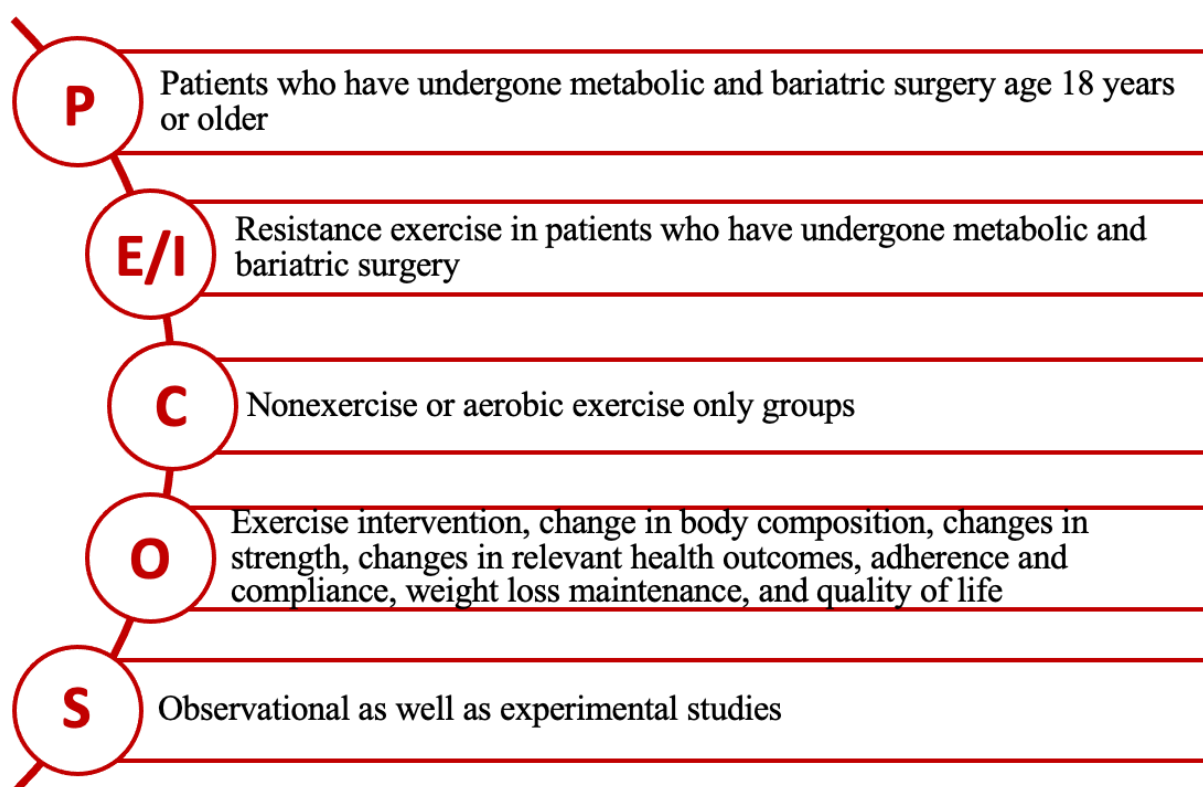 P
Patients who have undergone metabolic and bariatric surgery age 18 years
or older
E/I
Resistance exercise in patients who have undergone metabolic and
bariatric surgery
C
Nonexercise or aerobic exercise only groups
O
Exercise intervention, change in body composition, changes in
strength, changes in relevant health outcomes, adherence and
compliance, weight loss maintenance, and quality of life
S
Observational as well as experimental studies